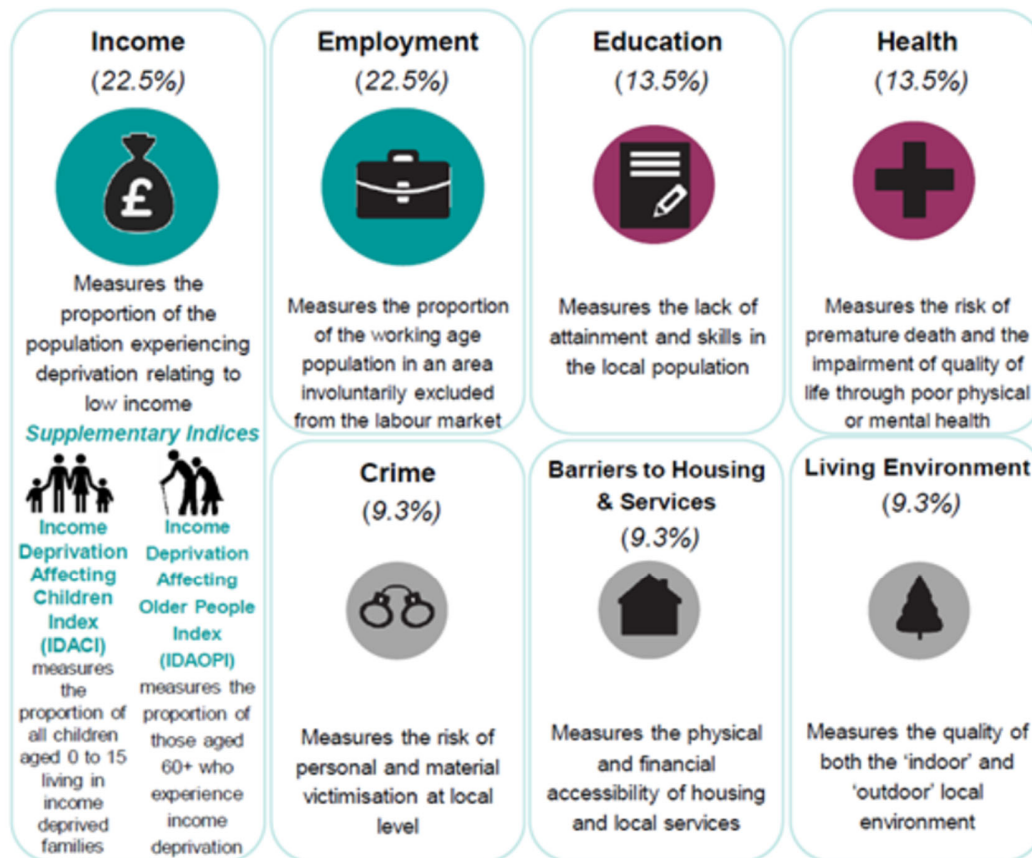 Income
(22.5%)
£
Measures the
proportion of the
population experiencing
deprivation relating to
low income
Supplementary Indices
Income
Deprivation
Affecting
Children
Index
(IDACI)
measures
the
proportion of
all children
aged 0 to 15
living in
income
deprived
families
Income
Deprivation
Affecting
Older People
Index
(IDAOPI)
measures the
proportion of
those aged
60+ who
experience
income
deprivation
Employment
(22.5%)
Measures the proportion
of the working age
population in an area
involuntarily excluded
from the labour market
Education
(13.5%)
Measures the lack of
attainment and skills in
the local population
Health
(13.5%)
Measures the risk of
premature death and the
impairment of quality of
life through poor physical
or mental health
Crime
(9.3%)
Measures the risk of
personal and material
victimisation at local
level
Barriers to Housing
& Services
(9.3%)
Measures the physical
and financial
accessibility of housing
and local services
Living Environment
(9.3%)
Measures the quality of
both the ‘indoor’ and
‘outdoor’ local
environment